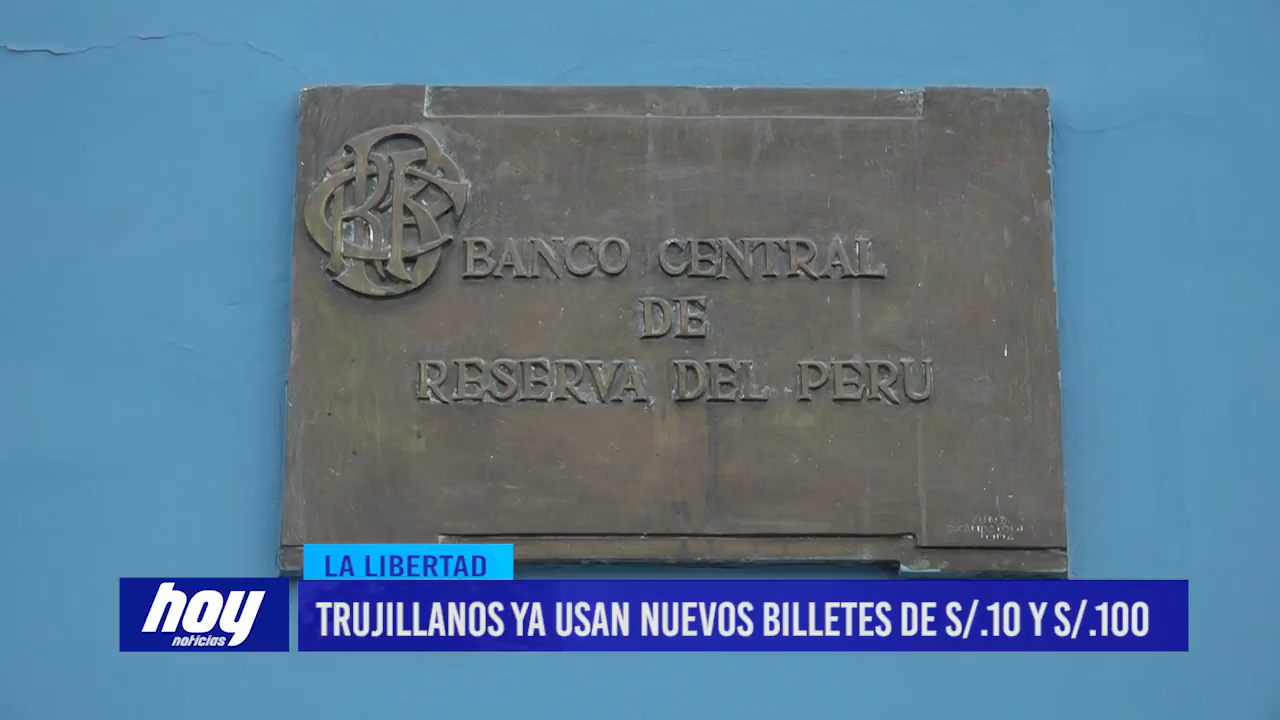 BANCO CENTRAL
DE
RESERVA DEL PERU
LA LIBERTAD
hoy
noticias
TRUJILLANOS YA USAN NUEVOS BILLETES DE S/.10 Y S/.100